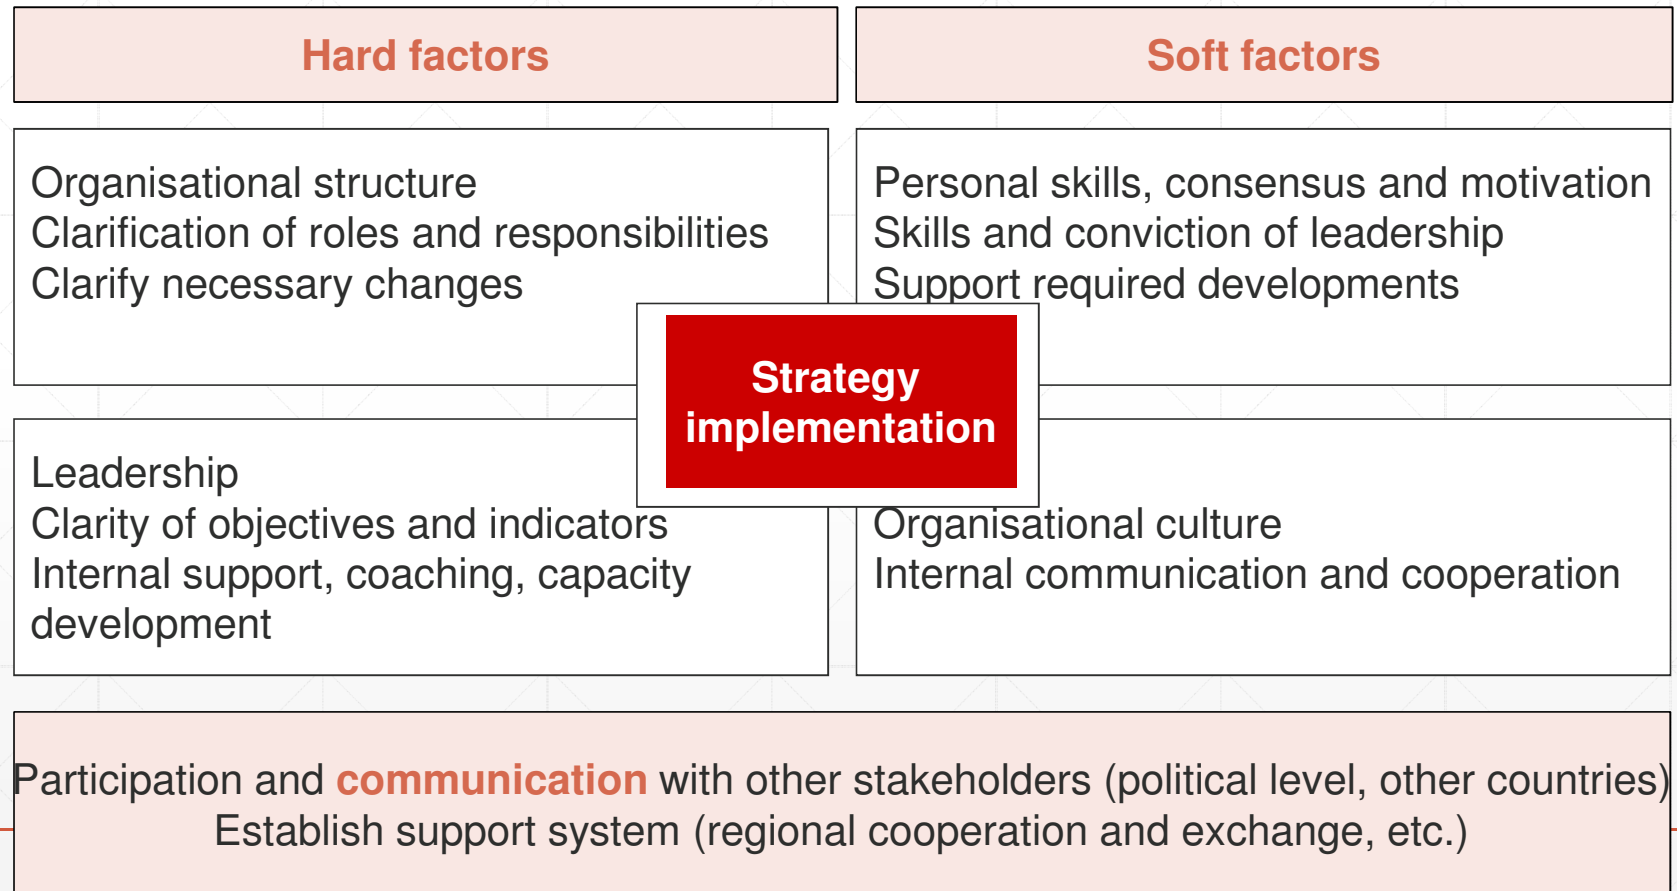 Hard factors
Soft factors
Organisational structure
Clarification of roles and responsibilities
Clarify necessary changes
Personal skills, consensus and motivation
Skills and conviction of leadership
Support required developments
Strategy
implementation
Leadership
Clarity of objectives and indicators
Internal support, coaching, capacity
development
Organisational culture
Internal communication and cooperation
Participation and communication with other stakeholders (political level, other countries)
Establish support system (regional cooperation and exchange, etc.)